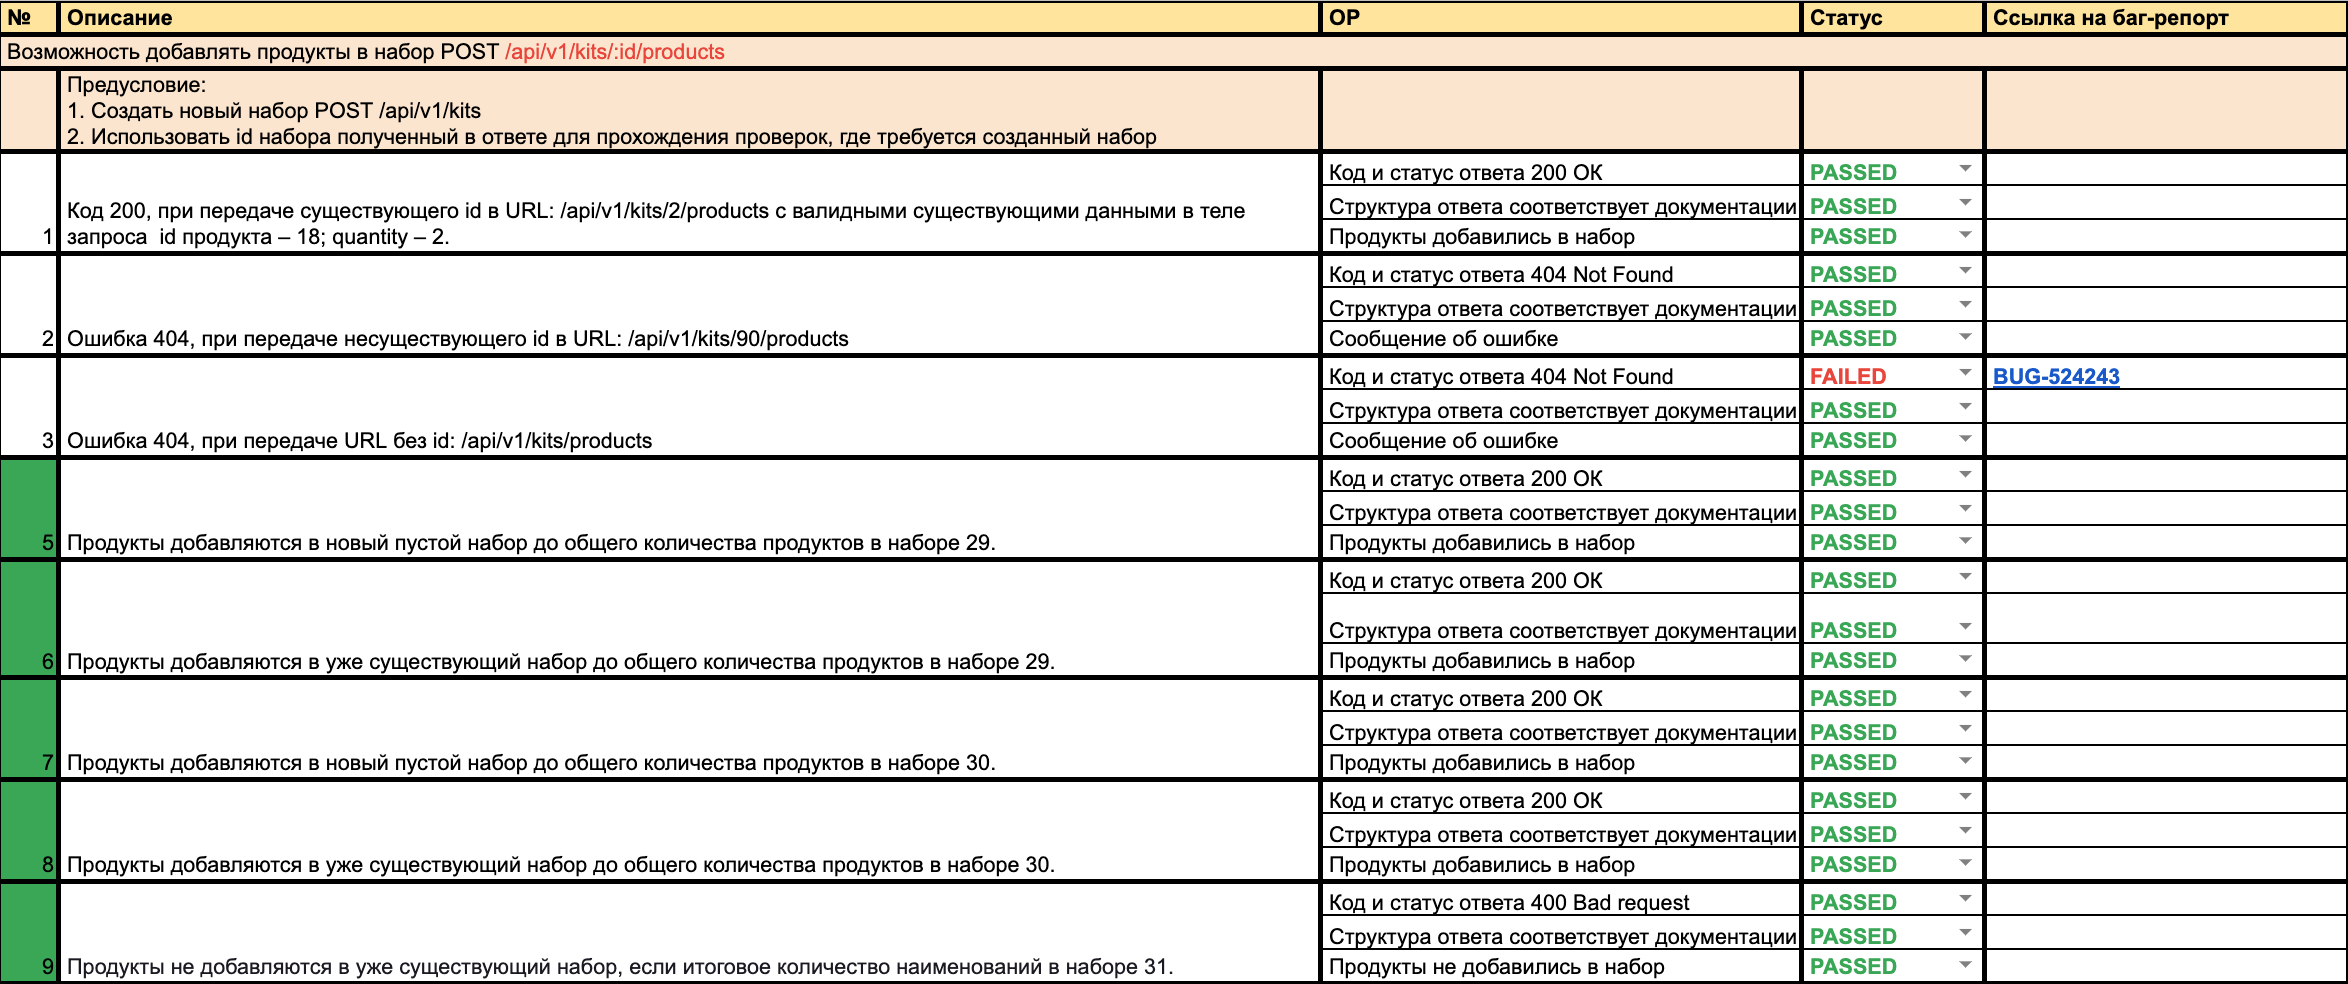 № Описание ОР Статус Ссылка на баг-репорт
Возможность добавлять продукты в набор POST /api/v1/kits/:id/products
Предусловие:
1. Создать новый набор POST /api/v1/kits
2. Использовать id набора полученный в ответе для прохождения проверок, где требуется созданный набор
Код и статус ответа 200 ОК PASSED
Код 200, при передаче существующего id в URL: /api/v1/kits/2/products с валидными существующими данными в теле
Структура ответа соответствует документации PASSED
1 запроса  id продукта – 18; quantity – 2. Продукты добавились в набор PASSED
Код и статус ответа 404 Not Found PASSED
Структура ответа соответствует документации PASSED
2 Ошибка 404, при передаче несуществующего id в URL: /api/v1/kits/90/products Сообщение об ошибке PASSED
Код и статус ответа 404 Not Found FAILED BUG-524243
Структура ответа соответствует документации PASSED
3 Ошибка 404, при передаче URL без id: /api/v1/kits/products Сообщение об ошибке PASSED
Код и статус ответа 200 ОК PASSED
Структура ответа соответствует документации PASSED
5 Продукты добавляются в новый пустой набор до общего количества продуктов в наборе 29. Продукты добавились в набор PASSED
Код и статус ответа 200 ОК PASSED
Структура ответа соответствует документации PASSED
6 Продукты добавляются в уже существующий набор до общего количества продуктов в наборе 29. Продукты добавились в набор PASSED
Код и статус ответа 200 ОК PASSED
Структура ответа соответствует документации PASSED
7 Продукты добавляются в новый пустой набор до общего количества продуктов в наборе 30. Продукты добавились в набор PASSED
Код и статус ответа 200 ОК PASSED
Структура ответа соответствует документации PASSED
8 Продукты добавляются в уже существующий набор до общего количества продуктов в наборе 30. Продукты добавились в набор PASSED
Код и статус ответа 400 Bad request PASSED
Структура ответа соответствует документации PASSED
9 Продукты не добавляются в уже существующий набор, если итоговое количество наименований в наборе 31. Продукты не добавились в набор PASSED